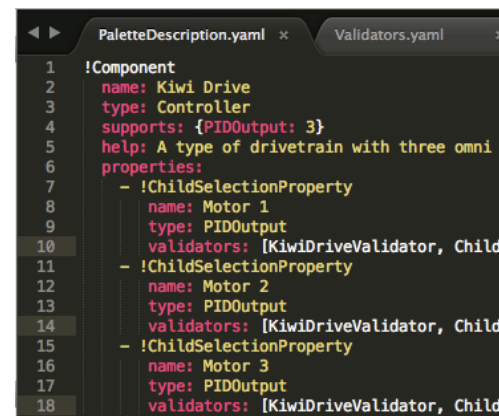 PaletteDescription.yaml × Validators.yaml
1 !Component
2 name: Kiwi Drive
3 type: Controller
4 supports: {PIDOutput: 3}
5 help: A type of drivetrain with three omni
6 properties:
7 – !ChildSelectionProperty
8 name: Motor 1
9 type: PIDOutput
10 validators: [KiwiDriveValidator, Child
11 – !ChildSelectionProperty
12 name: Motor 2
13 type: PIDOutput
14 validators: [KiwiDriveValidator, Child
15 – !ChildSelectionProperty
16 name: Motor 3
17 type: PIDOutput
18 validators: [KiwiDriveValidator, Child